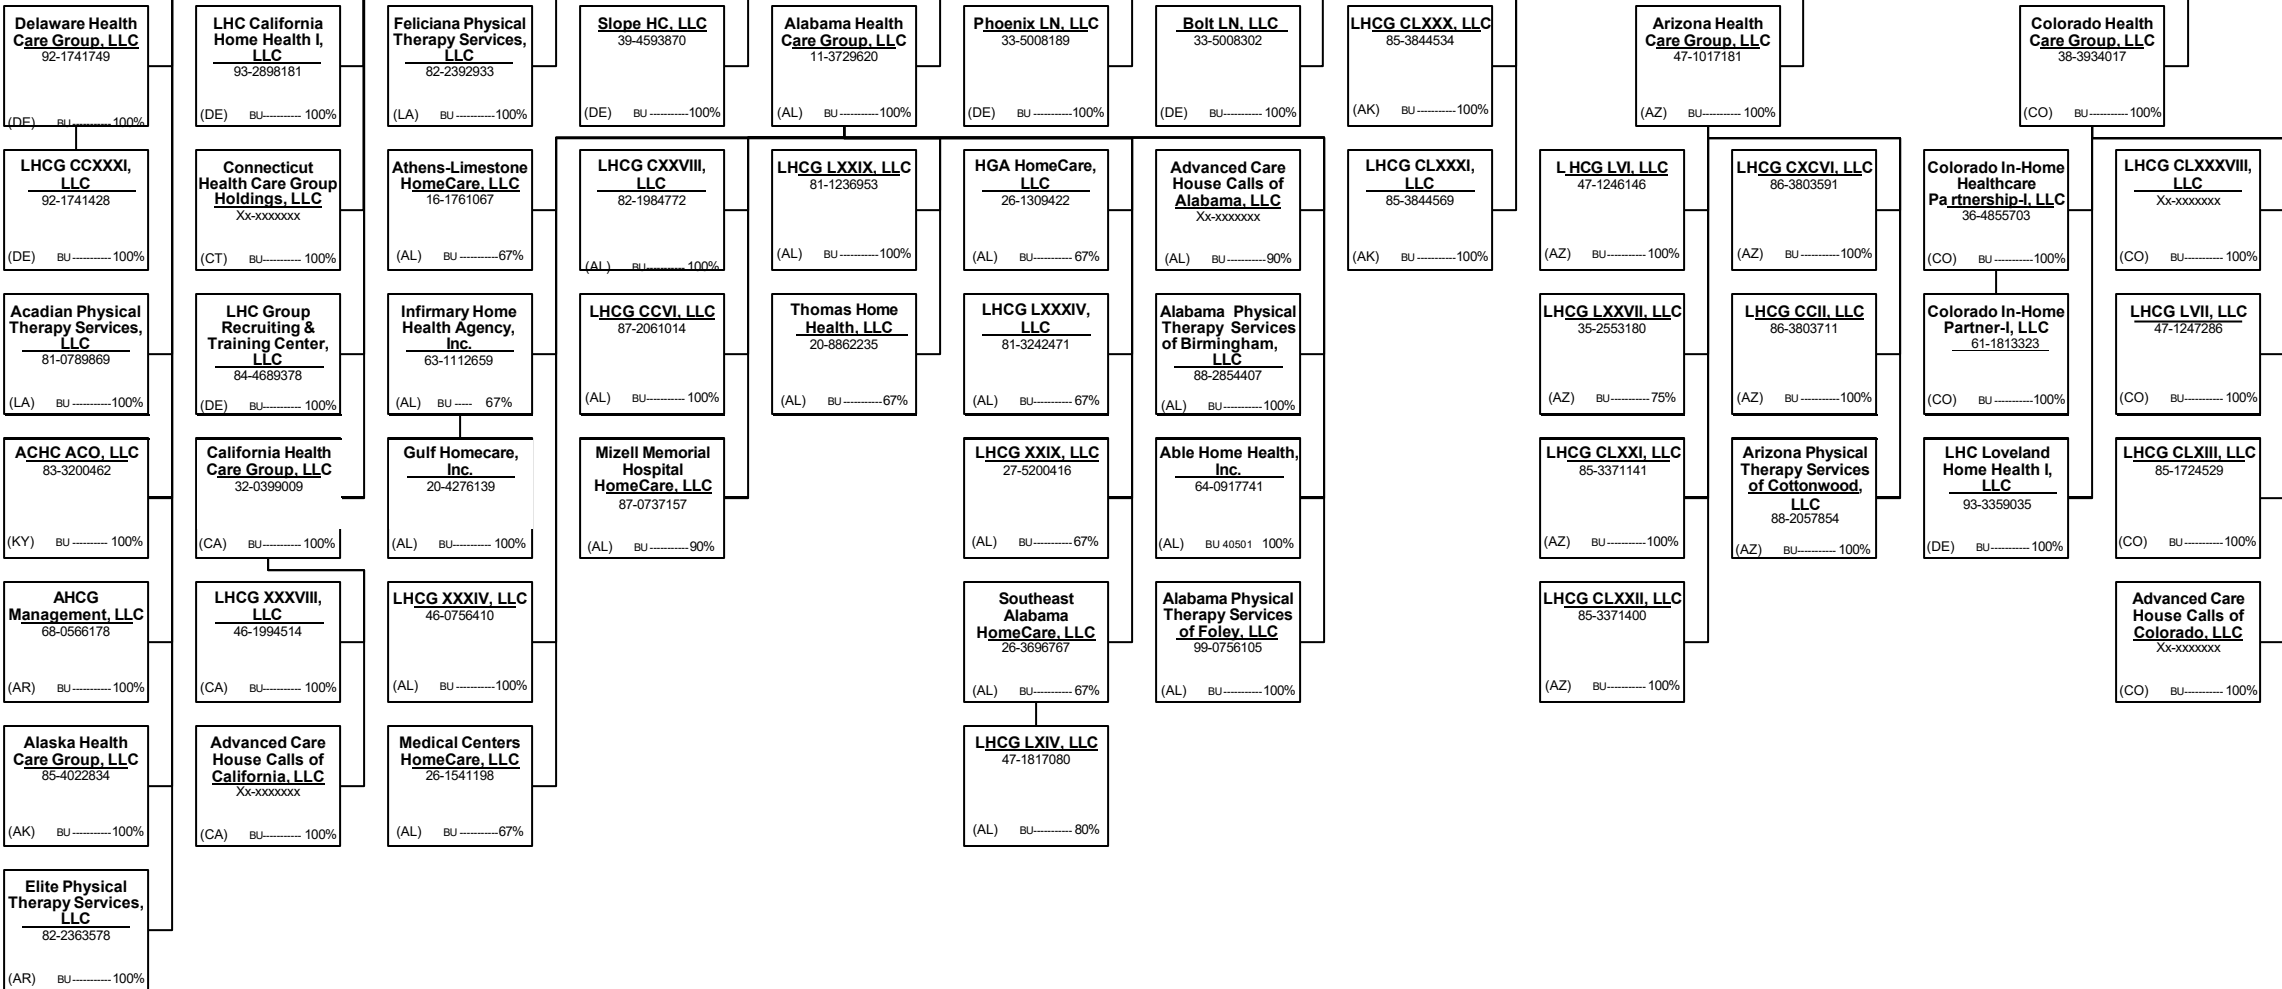 Delaware Health
Care Group, LLC
92-1741749
(DE) BU-----------100%
LHC California
Home Health I,
LLC
93-2898181
(DE) BU----------- 100%
Feliciana Physical
Therapy Services,
LLC
82-2392933
(LA) BU -----------100%
Slope HC, LLC
39-4593870
(DE) BU -----------100%
Alabama Health
Care Group, LLC
11-3729620
(AL) BU -----------100%
Phoenix LN, LLC
33-5008189
(DE) BU-----------100%
Bolt LN, LLC
33-5008302
(DE) BU-----------100%
LHCG CLXXX, LLC
85-3844534
(AK) BU-----------100%
Arizona Health
Care Group, LLC
47-1017181
(AZ) BU----------- 100%
Colorado Health
Care Group, LLC
38-3934017
(CO) BU-----------100%
LHCG CCXXXI,
LLC
92-1741428
(DE) BU -----------100%
Connecticut
Health Care Group
Holdings, LLC
Xx-xxxxxxx
(CT) BU----------- 100%
Athens-Limestone
HomeCare, LLC
16-1761067
(AL) BU -----------67%
LHCG CXXVIII,
LLC
82-1984772
(AL) BU-----------100%
LHCG LXXIX, LLC
81-1236953
(AL) BU -----------100%
HGA HomeCare,
LLC
26-1309422
(AL) BU----------- 67%
Advanced Care
House Calls of
Alabama, LLC
Xx-xxxxxxx
(AL) BU -----------90%
LHCG CLXXXI,
LLC
85-3844569
(AK) BU-----------100%
LHCG LVI, LLC
47-1246146
(AZ) BU-----------100%
LHCG CXCVI, LLC
86-3803591
(AZ) BU-----------100%
Colorado In-Home
Healthcare
Partnership-I, LLC
36-4855703
(CO) BU-----------100%
LHCG CLXXXVIII,
LLC
Xx-xxxxxxx
(CO) BU-----------100%
Acadian Physical
Therapy Services,
LLC
81-0789869
(LA) BU -----------100%
LHC Group
Recruiting &
Training Center,
LLC
84-4689378
(DE) BU----------- 100%
Infirmary Home
Health Agency,
Inc.
63-1112659
(AL) BU ----- 67%
LHCG CCVI, LLC
87-2061014
(AL) BU----------- 100%
Thomas Home
Health, LLC
20-8862235
(AL) BU -----------67%
LHCG LXXXIV,
LLC
81-3242471
(AL) BU----------- 67%
Alabama Physical
Therapy Services
of Birmingham,
LLC
88-2854407
(AL) BU-----------100%
LHCG LXXVII, LLC
35-2553180
(AZ) BU----------- 75%
LHCG CCII, LLC
86-3803711
(AZ) BU-----------100%
Colorado In-Home
Partner-I, LLC
61-1813323
(CO) BU-----------100%
LHCG LVII, LLC
47-1247286
(CO) BU-----------100%
ACHC ACO, LLC
83-3200462
(KY) BU ----------- 100%
California Health
Care Group, LLC
32-0399009
(CA) BU----------- 100%
Gulf Homecare,
Inc.
20-4276139
(AL) BU----------- 100%
Mizell Memorial
Hospital
HomeCare, LLC
87-0737157
(AL) BU -----------90%
LHCG XXIX, LLC
27-5200416
(AL) BU----------- 67%
Able Home Health,
Inc.
64-0917741
(AL) BU 40501 100%
LHCG CLXXI, LLC
85-3371141
(AZ) BU-----------100%
Arizona Physical
Therapy Services
of Cottonwood,
LLC
88-2057854
(AZ) BU----------- 100%
LHC Loveland
Home Health I,
LLC
93-3359035
(DE) BU-----------100%
LHCG CLXIII, LLC
85-1724529
(CO) BU-----------100%
AHCG
Management, LLC
68-0566178
(AR) BU -----------100%
LHCG XXXVIII,
LLC
46-1994514
(CA) BU----------- 100%
LHCG XXXIV, LLC
46-0756410
(AL) BU -----------100%
Southeast
Alabama
HomeCare, LLC
26-3696767
(AL) BU----------- 67%
Alabama Physical
Therapy Services
of Foley, LLC
99-0756105
(AL) BU-----------100%
LHCG CLXXII, LLC
85-3371400
(AZ) BU----------- 100%
Advanced Care
House Calls of
Colorado, LLC
Xx-xxxxxxx
(CO) BU----------- 100%
Alaska Health
Care Group, LLC
85-4022834
(AK) BU -----------100%
Advanced Care
House Calls of
California, LLC
Xx-xxxxxxx
(CA) BU----------- 100%
Medical Centers
HomeCare, LLC
26-1541198
(AL) BU -----------67%
LHCG LXIV, LLC
47-1817080
(AL) BU----------- 80%
Elite Physical
Therapy Services,
LLC
82-2363578
(AR) BU-----------100%